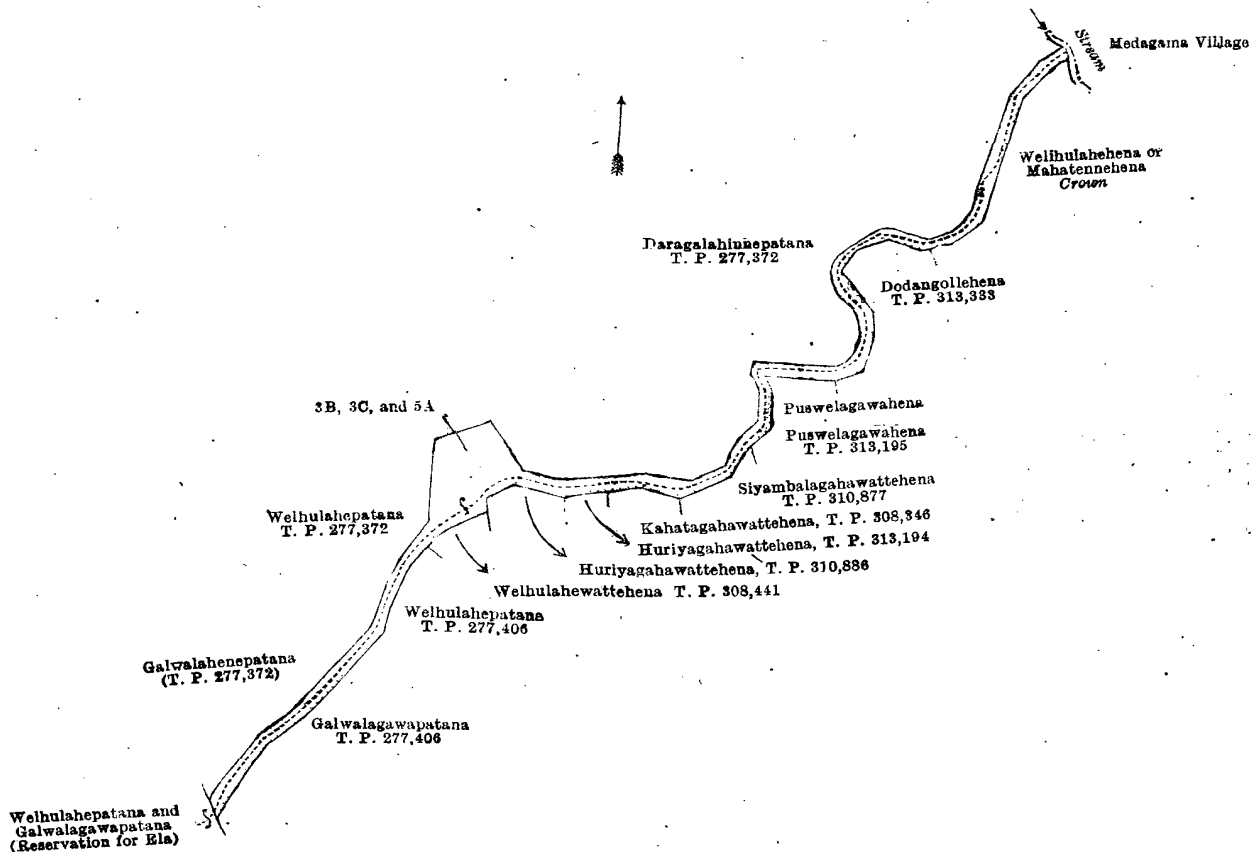 Stream
Medagama Village
Welihulahehena or
Mahatennehena
Crown
Daragalahinnepatana
T. P. 277,372
Dodangollehena
T. P. 313,333
3B, 3C, and 5A
Puswelagawahena
Puswelagawahena
T. P. 313,195
Siyambalagahawattehena
T. P. 310,877
Welhulahepatana
T. P. 277,372
Kahatagahawattehena, T. P. 308,346
Huriyagahawattehena, T. P. 313,194
Huriyagahawattehena, T. P. 310,886
Welhulahewattehena T. P. 308,441
Welhulahepatana
T. P. 277,406
Galwalahenepatana
(T. P. 277,372)
Galwalagawapatana
T. P. 277,406
Welhulahepatana and
Galwalagawapatana
(Reservation for Ela)